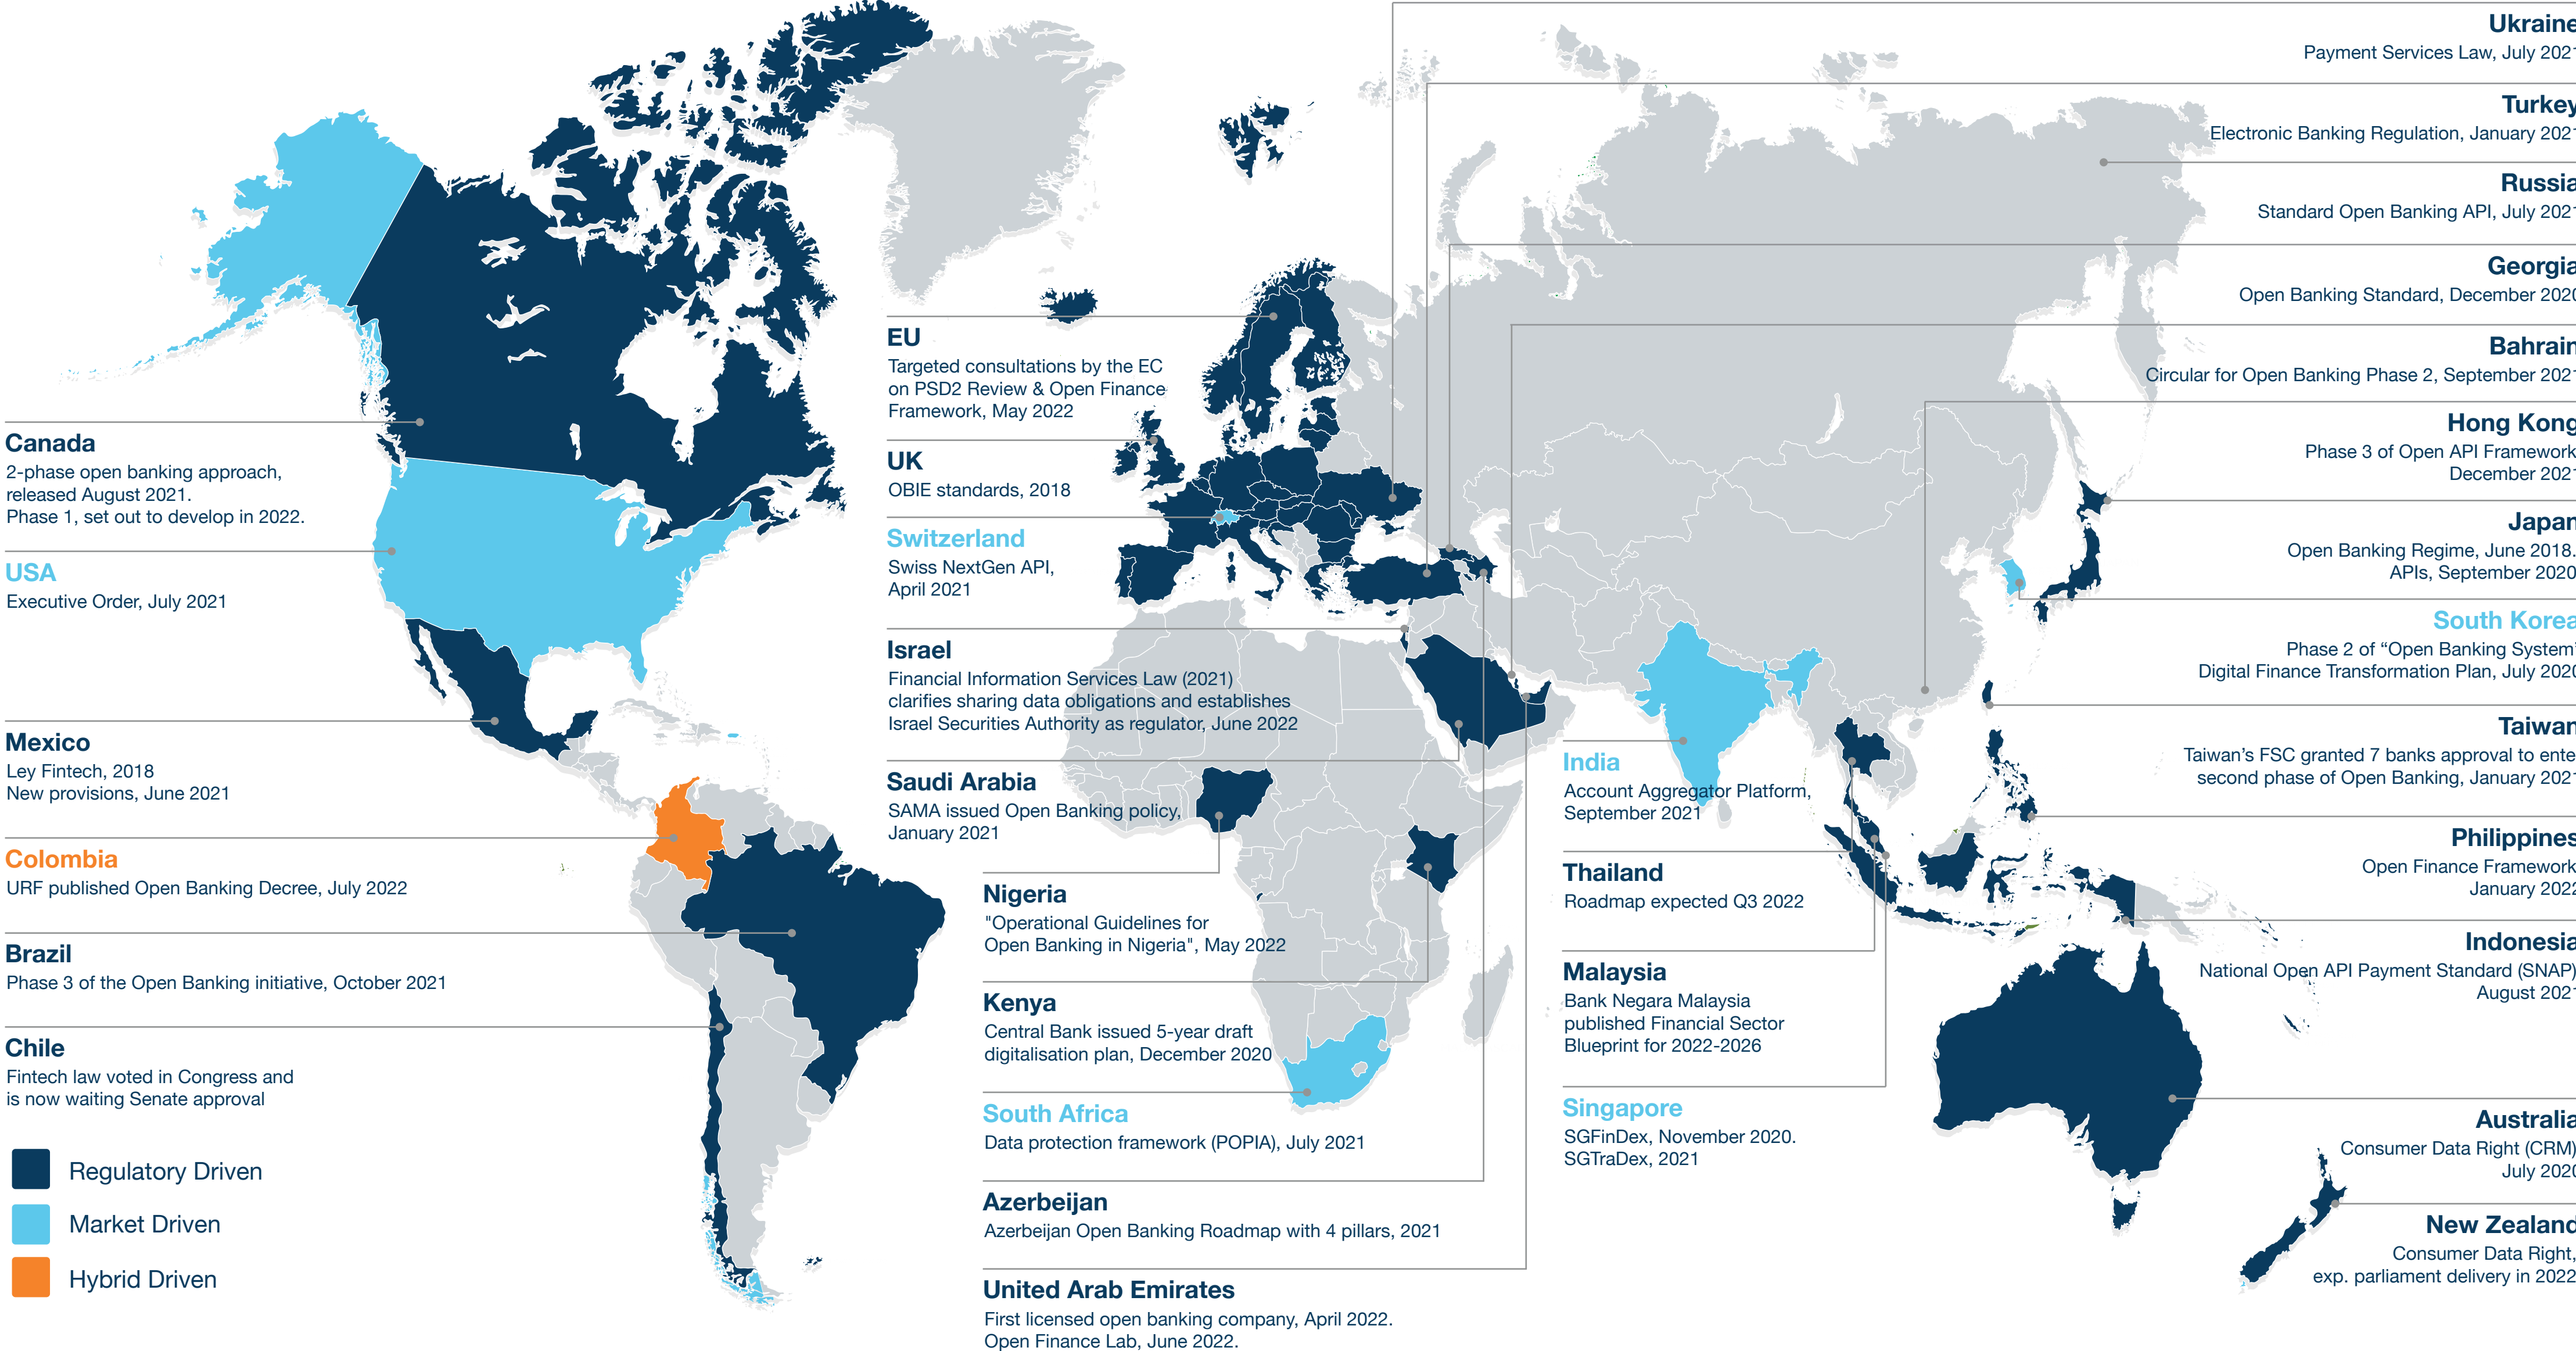 Canada
2-phase open banking approach,
released August 2021.
Phase 1, set out to develop in 2022.
USA
Executive Order, July 2021
Mexico
Ley Fintech, 2018
New provisions, June 2021
Colombia
URF published Open Banking Decree, July 2022
Brazil
Phase 3 of the Open Banking initiative, October 2021
Chile
Fintech law voted in Congress and
is now waiting Senate approval
Regulatory Driven
Market Driven
Hybrid Driven
EU
Targeted consultations by the EC
on PSD2 Review & Open Finance
Framework, May 2022
UK
OBIE standards, 2018
Switzerland
Swiss NextGen API,
April 2021
Israel
Financial Information Services Law (2021)
clarifies sharing data obligations and establishes
Israel Securities Authority as regulator, June 2022
Saudi Arabia
SAMA issued Open Banking policy,
January 2021
Nigeria
"Operational Guidelines for
Open Banking in Nigeria", May 2022
Kenya
Central Bank issued 5-year draft
digitalisation plan, December 2020
South Africa
Data protection framework (POPIA), July 2021
Azerbeijan
Azerbeijan Open Banking Roadmap with 4 pillars, 2021
United Arab Emirates
First licensed open banking company, April 2022.
Open Finance Lab, June 2022.
India
Account Aggregator Platform,
September 2021
Thailand
Roadmap expected Q3 2022
Malaysia
Bank Negara Malaysia
published Financial Sector
Blueprint for 2022-2026
Singapore
SGFinDex, November 2020.
SGTraDex, 2021
Ukraine
Payment Services Law, July 2021
Turkey
Electronic Banking Regulation, January 2021
Russia
Standard Open Banking API, July 2021
Georgia
Open Banking Standard, December 2020
Bahrain
Circular for Open Banking Phase 2, September 2021
Hong Kong
Phase 3 of Open API Framework
December 2021
Japan
Open Banking Regime, June 2018.
APIs, September 2020
South Korea
Phase 2 of “Open Banking System”
Digital Finance Transformation Plan, July 2020
Taiwan
Taiwan’s FSC granted 7 banks approval to ente
second phase of Open Banking, January 2021
Philippines
Open Finance Framework
January 2022
Indonesia
National Open API Payment Standard (SNAP)
August 2021
Australia
Consumer Data Right (CRM)
July 2020
New Zealand
Consumer Data Right,
exp. parliament delivery in 2022